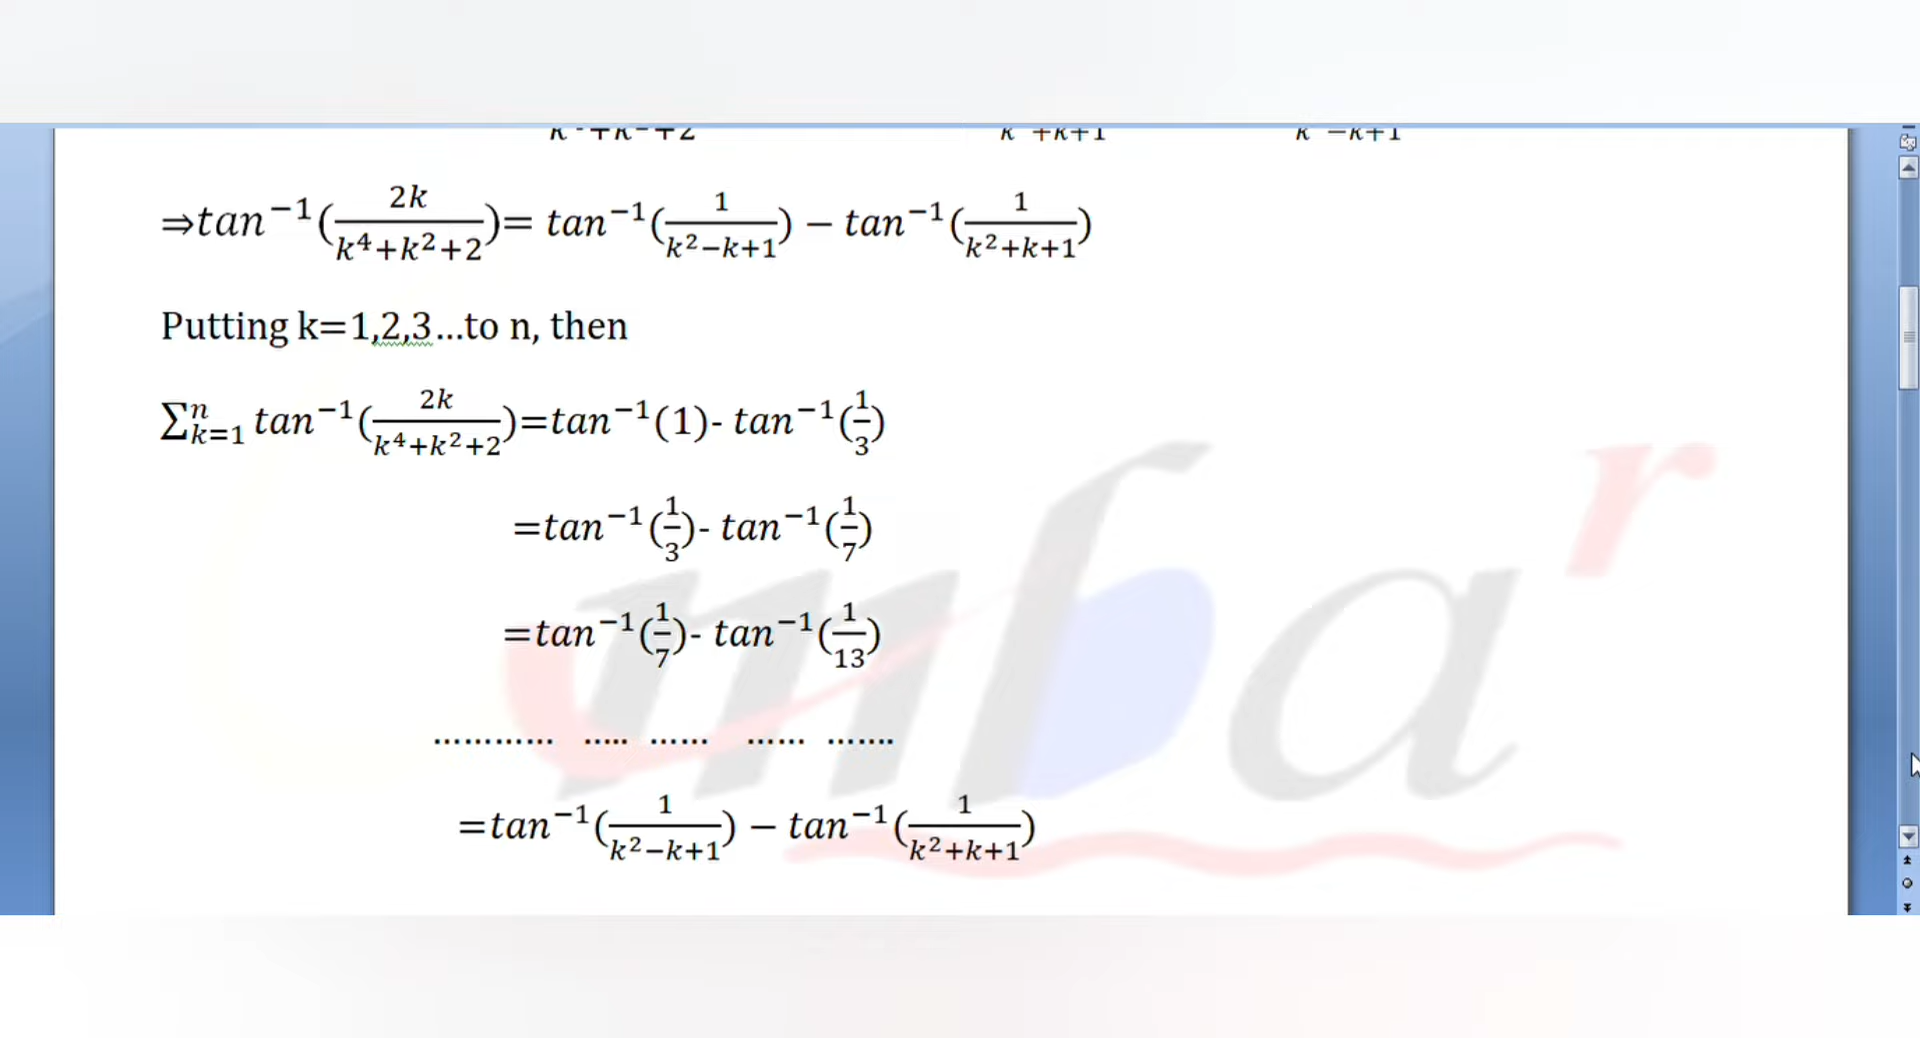 ⇒tan⁻¹(2k/(k⁴+k²+2))= tan⁻¹(1/(k²−k+1)) − tan⁻¹(1/(k²+k+1))
Putting k=1,2,3...to n, then
∑ⁿₖ₌₁ tan⁻¹(2k/(k⁴+k²+2))=tan⁻¹(1)- tan⁻¹(1/3)
=tan⁻¹(1/3)- tan⁻¹(1/7)
=tan⁻¹(1/7)- tan⁻¹(1/13)
............ ..... ...... ...... .......
=tan⁻¹(1/(k²−k+1)) − tan⁻¹(1/(k²+k+1))